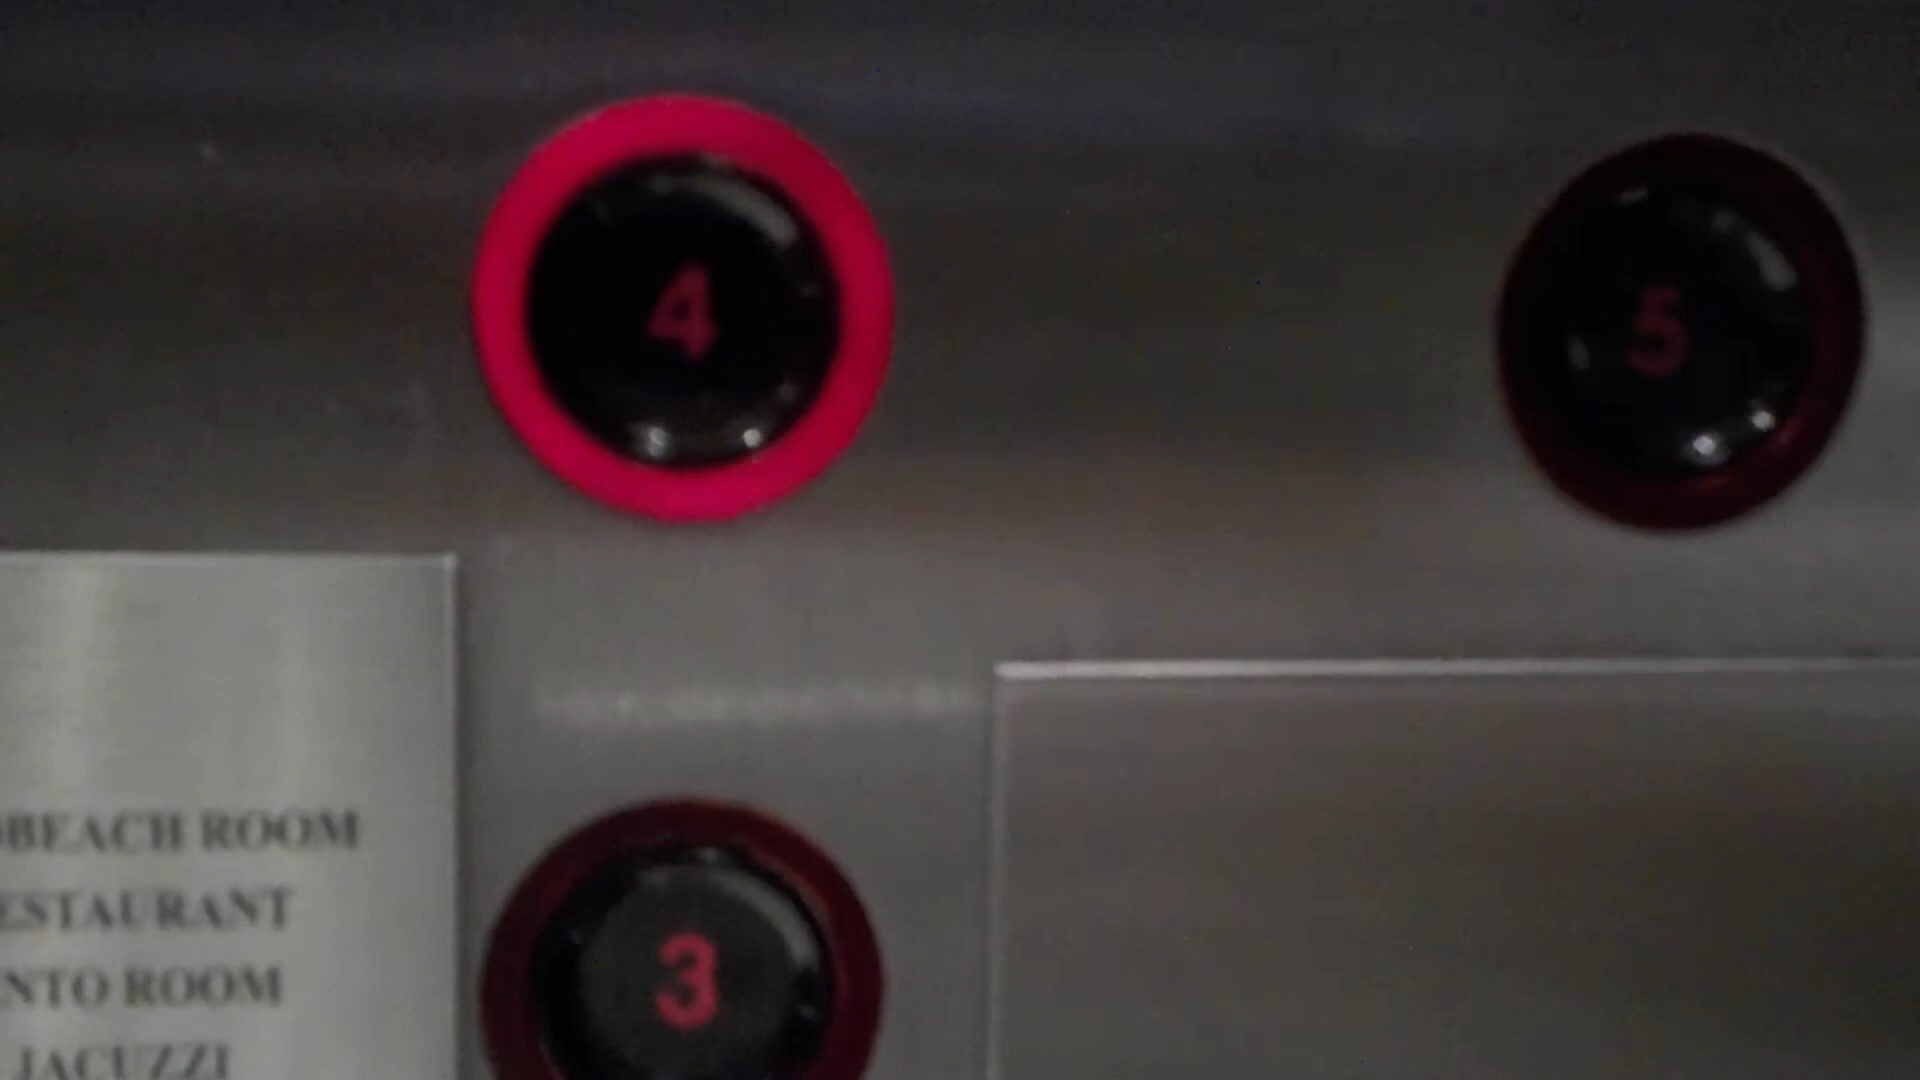 4
5
BEACH ROOM
ESTAURANT
NTO ROOM
3
JACUZZI